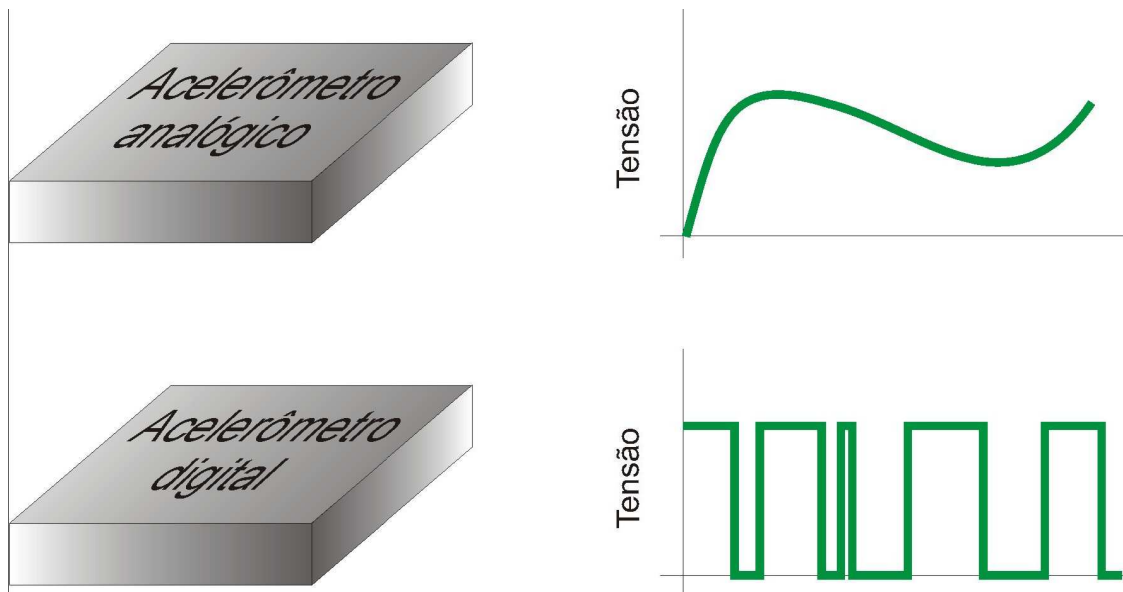 Acelerômetro
analógico
Tensão
Acelerômetro
digital
Tensão